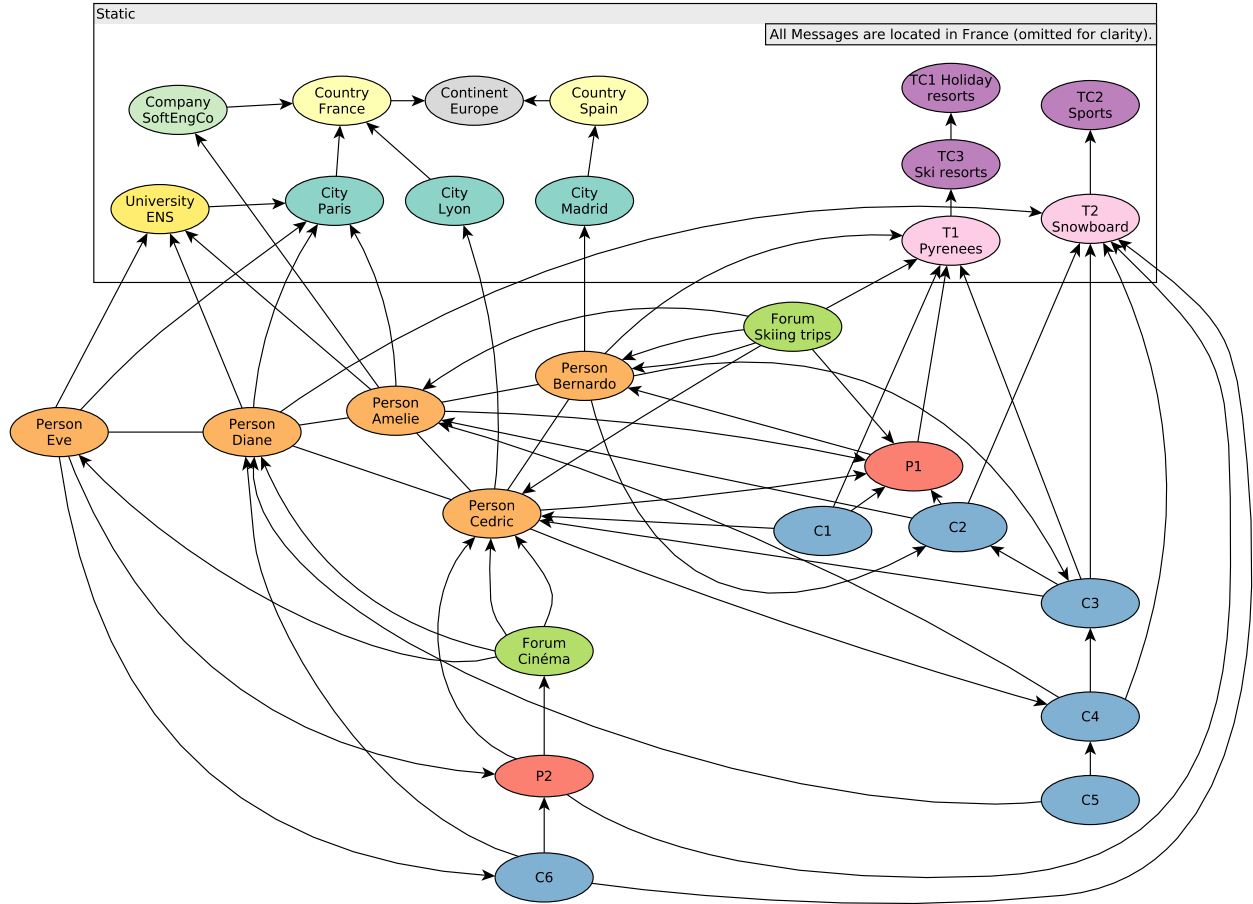 Static
All Messages are located in France (omitted for clarity).
TC1 Holiday
resorts
Company
SoftEngCo
Country
France
Continent
Europe
Country
Spain
TC2
Sports
TC3
Ski resorts
University
ENS
City
Paris
City
Lyon
City
Madrid
T1
Pyrenees
T2
Snowboard
Forum
Skiing trips
Person
Bernardo
Person
Amelie
Person
Eve
Person
Diane
P1
Person
Cedric
C1
C2
C3
Forum
Cinéma
C4
P2
C5
C6